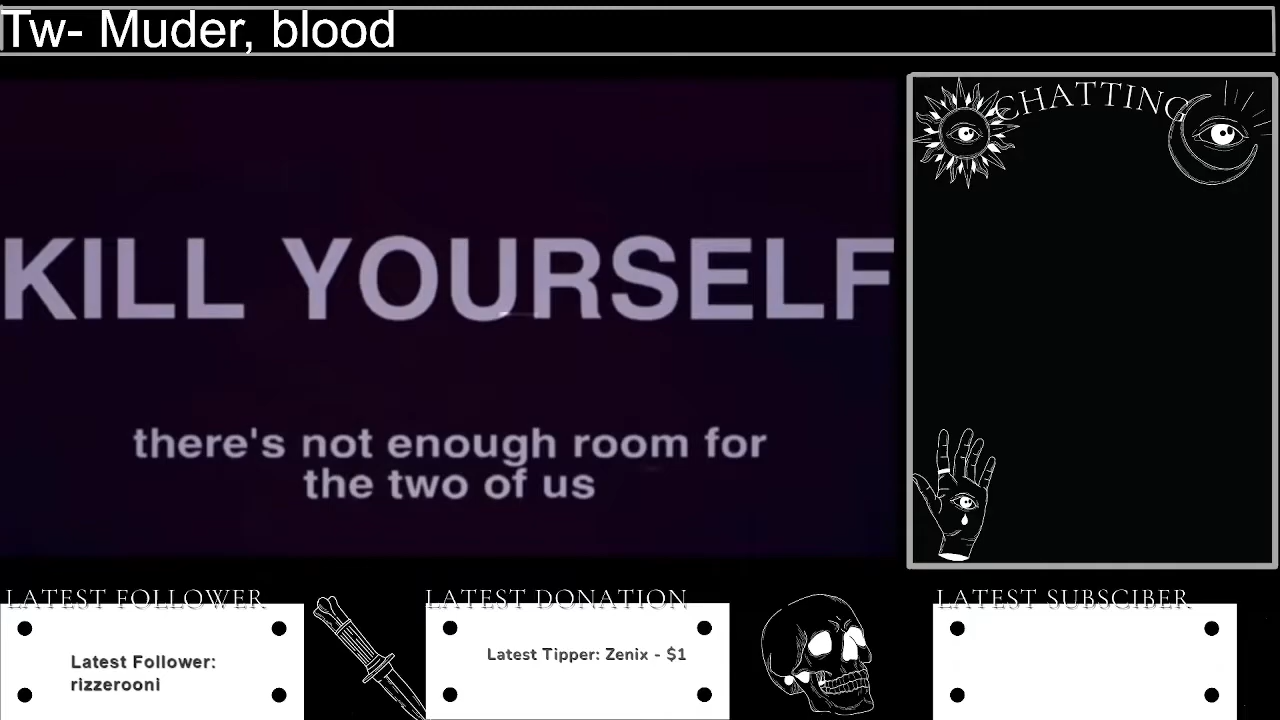 Tw- Muder, blood
CHATTING
KILL YOURSELF
there's not enough room for
the two of us
LATEST FOLLOWER
LATEST DONATION
LATEST SUBSCIBER
Latest Follower:
rizzerooni
Latest Tipper: Zenix - $1